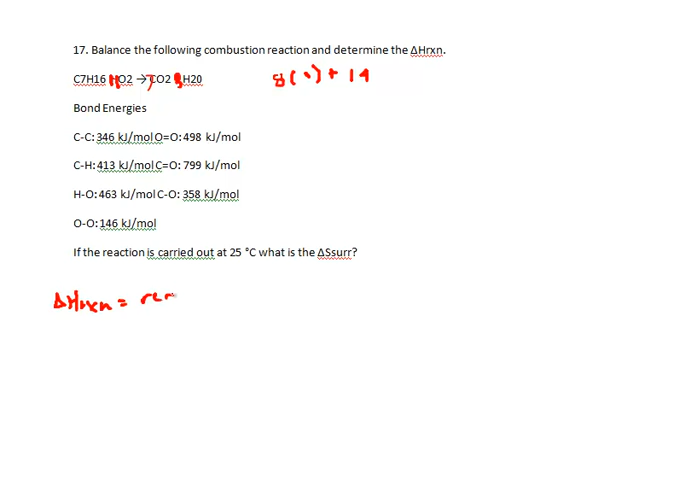 17. Balance the following combustion reaction and determine the ΔHrxn.
C7H16 11O2 → 7CO2 8H20
8(1) + 14
Bond Energies
C-C: 346 kJ/mol O=O: 498 kJ/mol
C-H: 413 kJ/mol C=O: 799 kJ/mol
H-O: 463 kJ/mol C-O: 358 kJ/mol
O-O: 146 kJ/mol
If the reaction is carried out at 25 °C what is the ΔSsurr?
ΔHrxn = rea